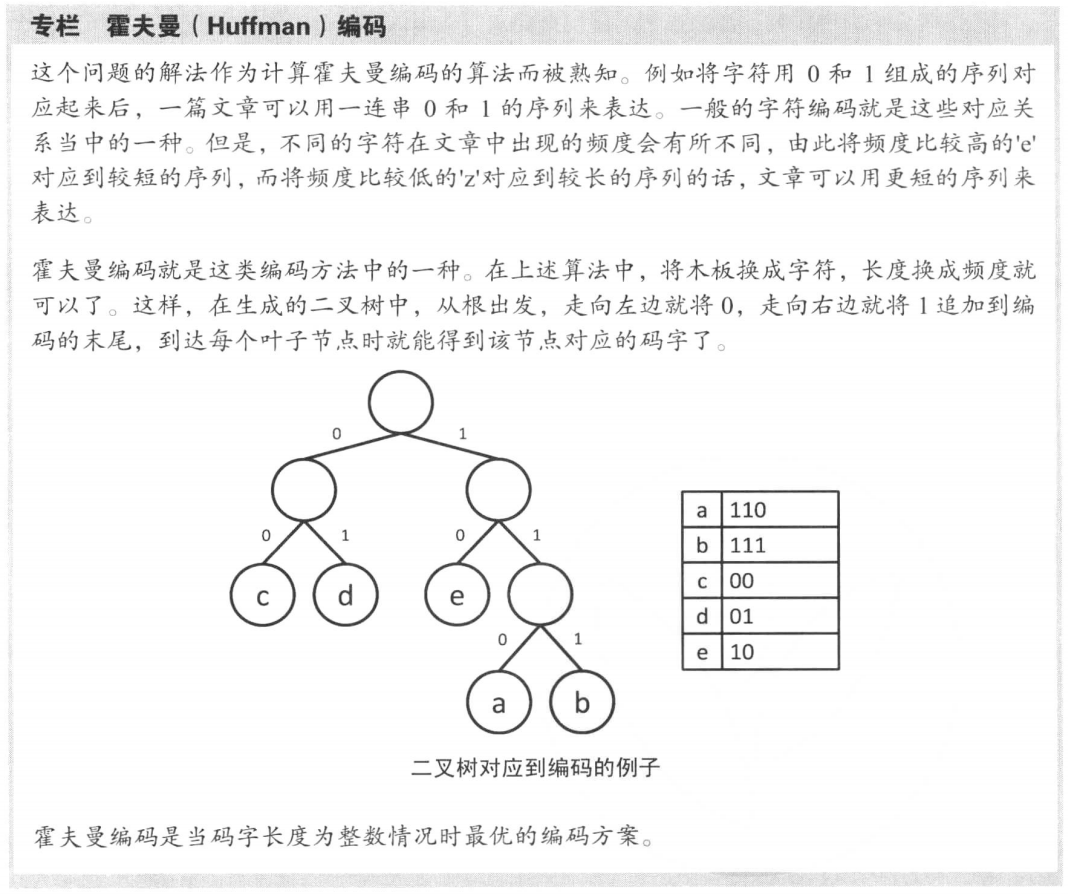 专栏 霍夫曼（Huffman）编码
这个问题的解法作为计算霍夫曼编码的算法而被熟知。例如将字符用 0 和 1 组成的序列对
应起来后，一篇文章可以用一连串 0 和 1 的序列来表达。一般的字符编码就是这些对应关
系当中的一种。但是，不同的字符在文章中出现的频度会有所不同，由此将频度比较高的'e'
对应到较短的序列，而将频度比较低的'z'对应到较长的序列的话，文章可以用更短的序列来
表达。
霍夫曼编码就是这类编码方法中的一种。在上述算法中，将木板换成字符，长度换成频度就
可以了。这样，在生成的二叉树中，从根出发，走向左边就将 0，走向右边就将 1 追加到编
码的末尾，到达每个叶子节点时就能得到该节点对应的码字了。
0 1
0 1 0 1
c d e
0 1
a b
a 110
b 111
c 00
d 01
e 10
二叉树对应到编码的例子
霍夫曼编码是当码字长度为整数情况时最优的编码方案。